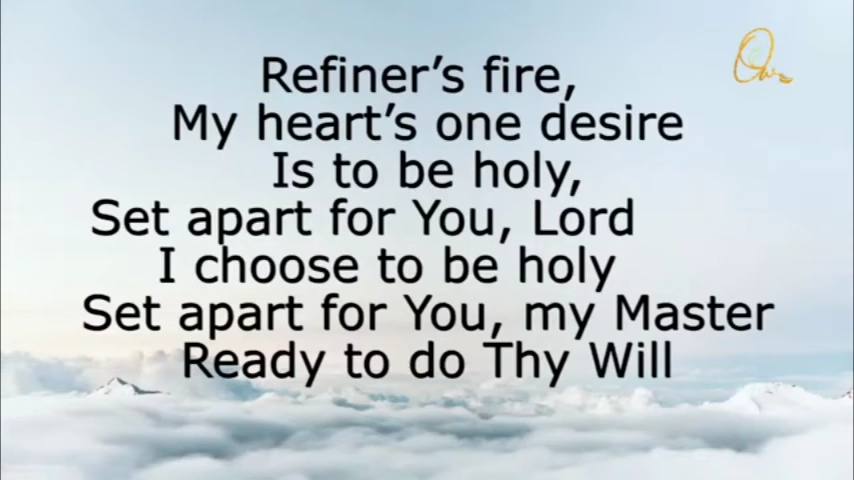 Refiner’s fire,
My heart’s one desire
Is to be holy,
Set apart for You, Lord
I choose to be holy
Set apart for You, my Master
Ready to do Thy Will